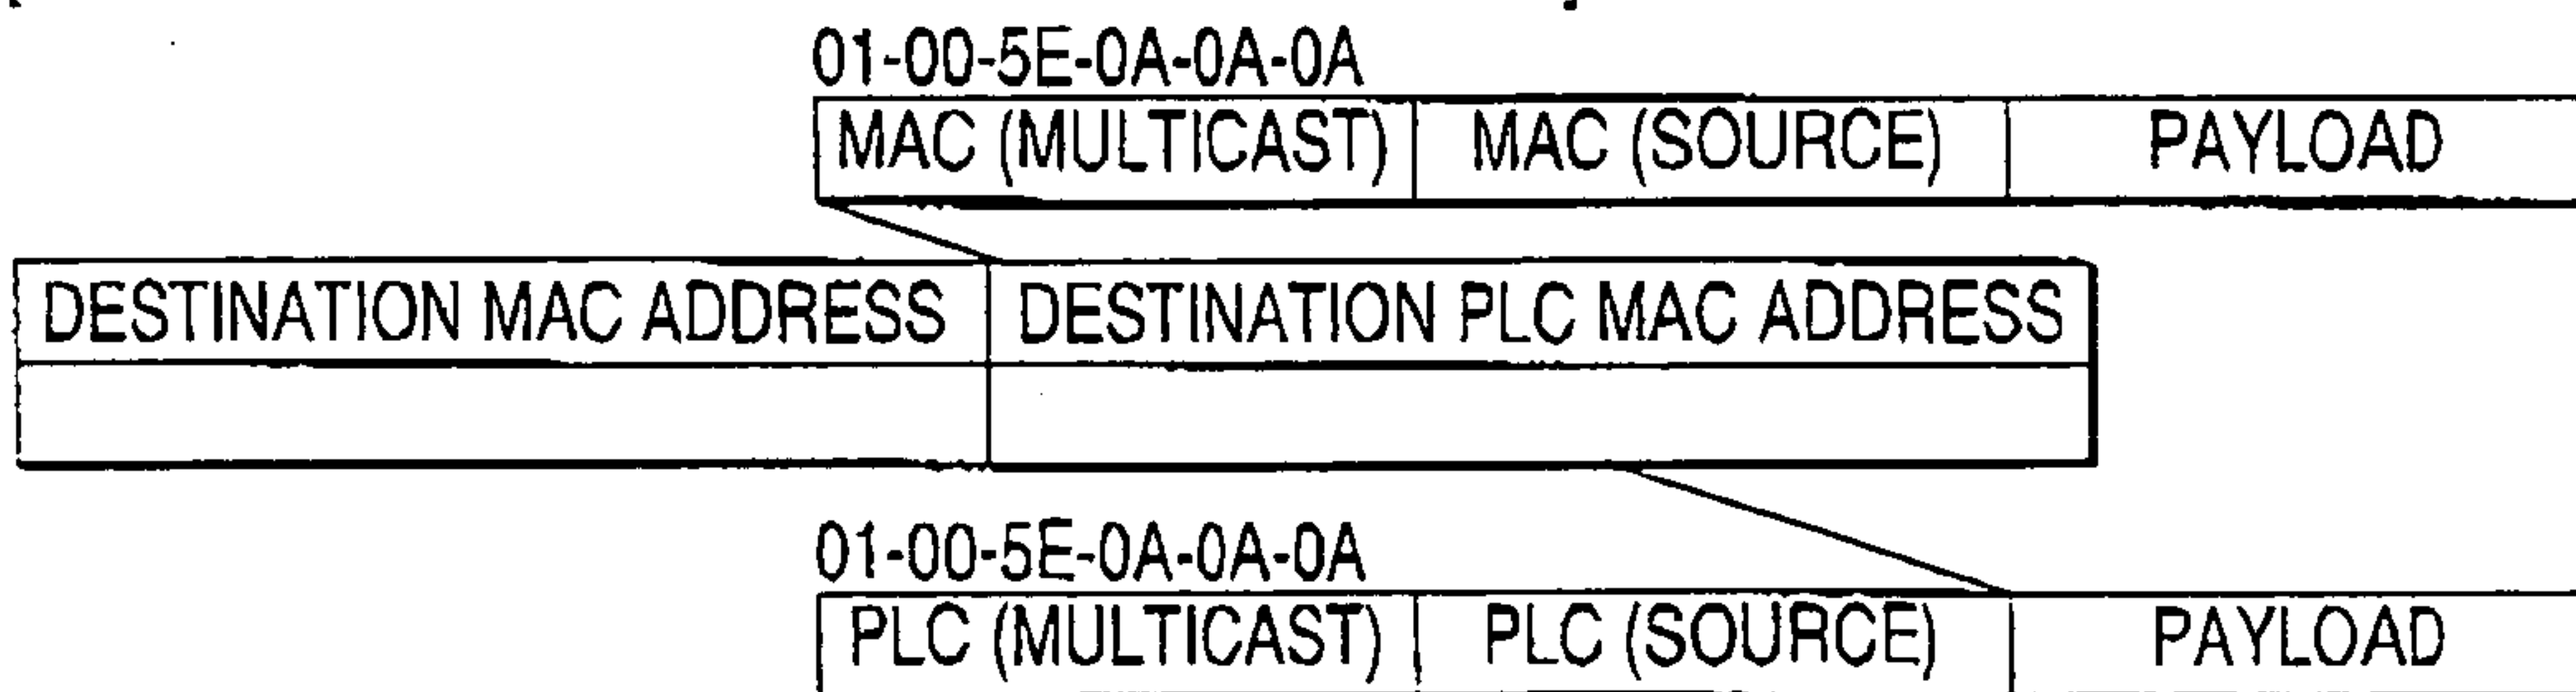 01-00-5E-0A-0A-0A
MAC (MULTICAST) MAC (SOURCE) PAYLOAD
DESTINATION MAC ADDRESS DESTINATION PLC MAC ADDRESS
01-00-5E-0A-0A-0A
PLC (MULTICAST) PLC (SOURCE) PAYLOAD